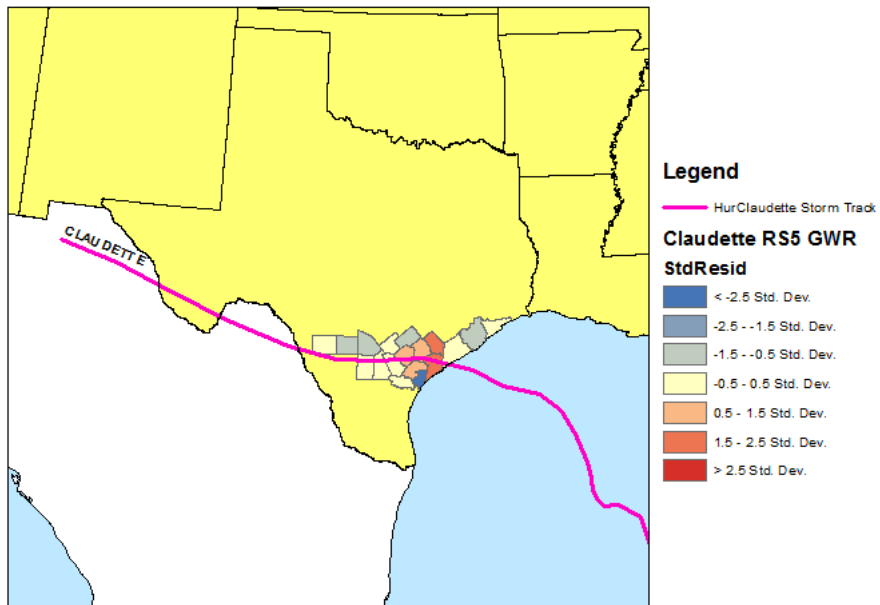 CLAUDETTE
Legend
HurClaudette Storm Track
Claudette RS5 GWR
StdResid
< -2.5 Std. Dev.
-2.5 - -1.5 Std. Dev.
-1.5 - -0.5 Std. Dev.
-0.5 - 0.5 Std. Dev.
0.5 - 1.5 Std. Dev.
1.5 - 2.5 Std. Dev.
> 2.5 Std. Dev.